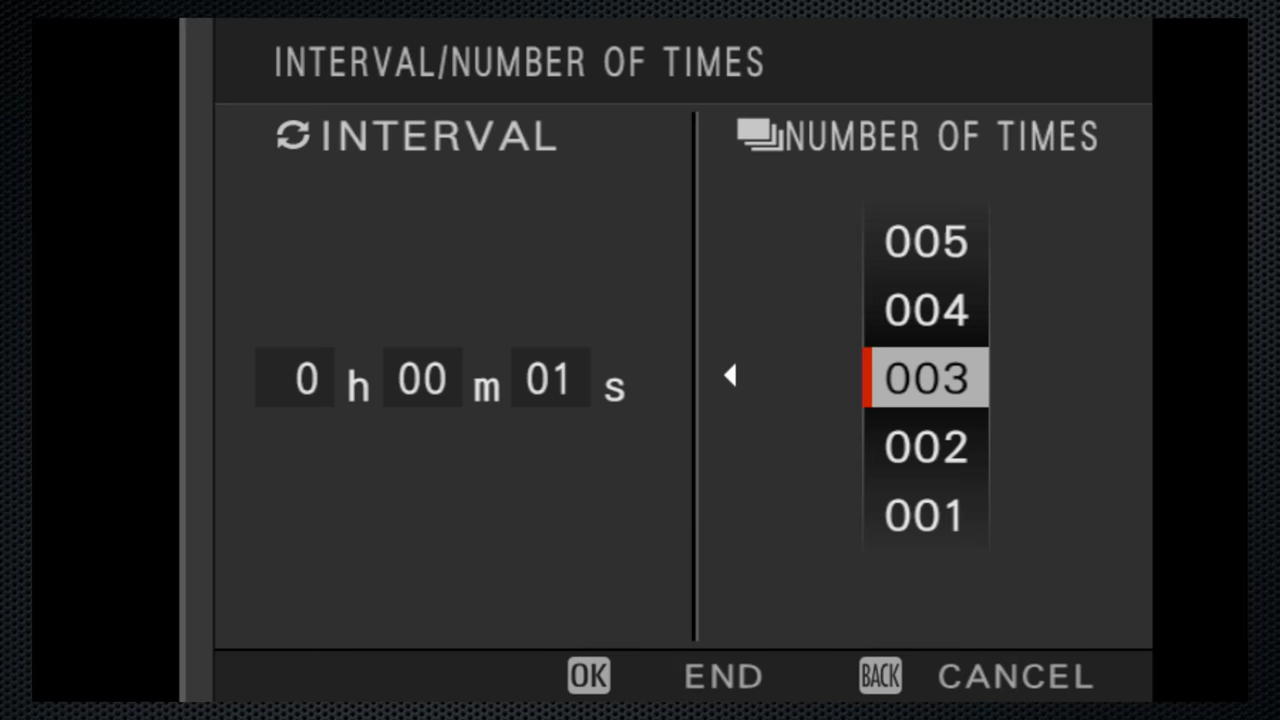 INTERVAL/NUMBER OF TIMES
INTERVAL
0 h 00 m 01 s
NUMBER OF TIMES
005
004
003
002
001
OK END BACK CANCEL